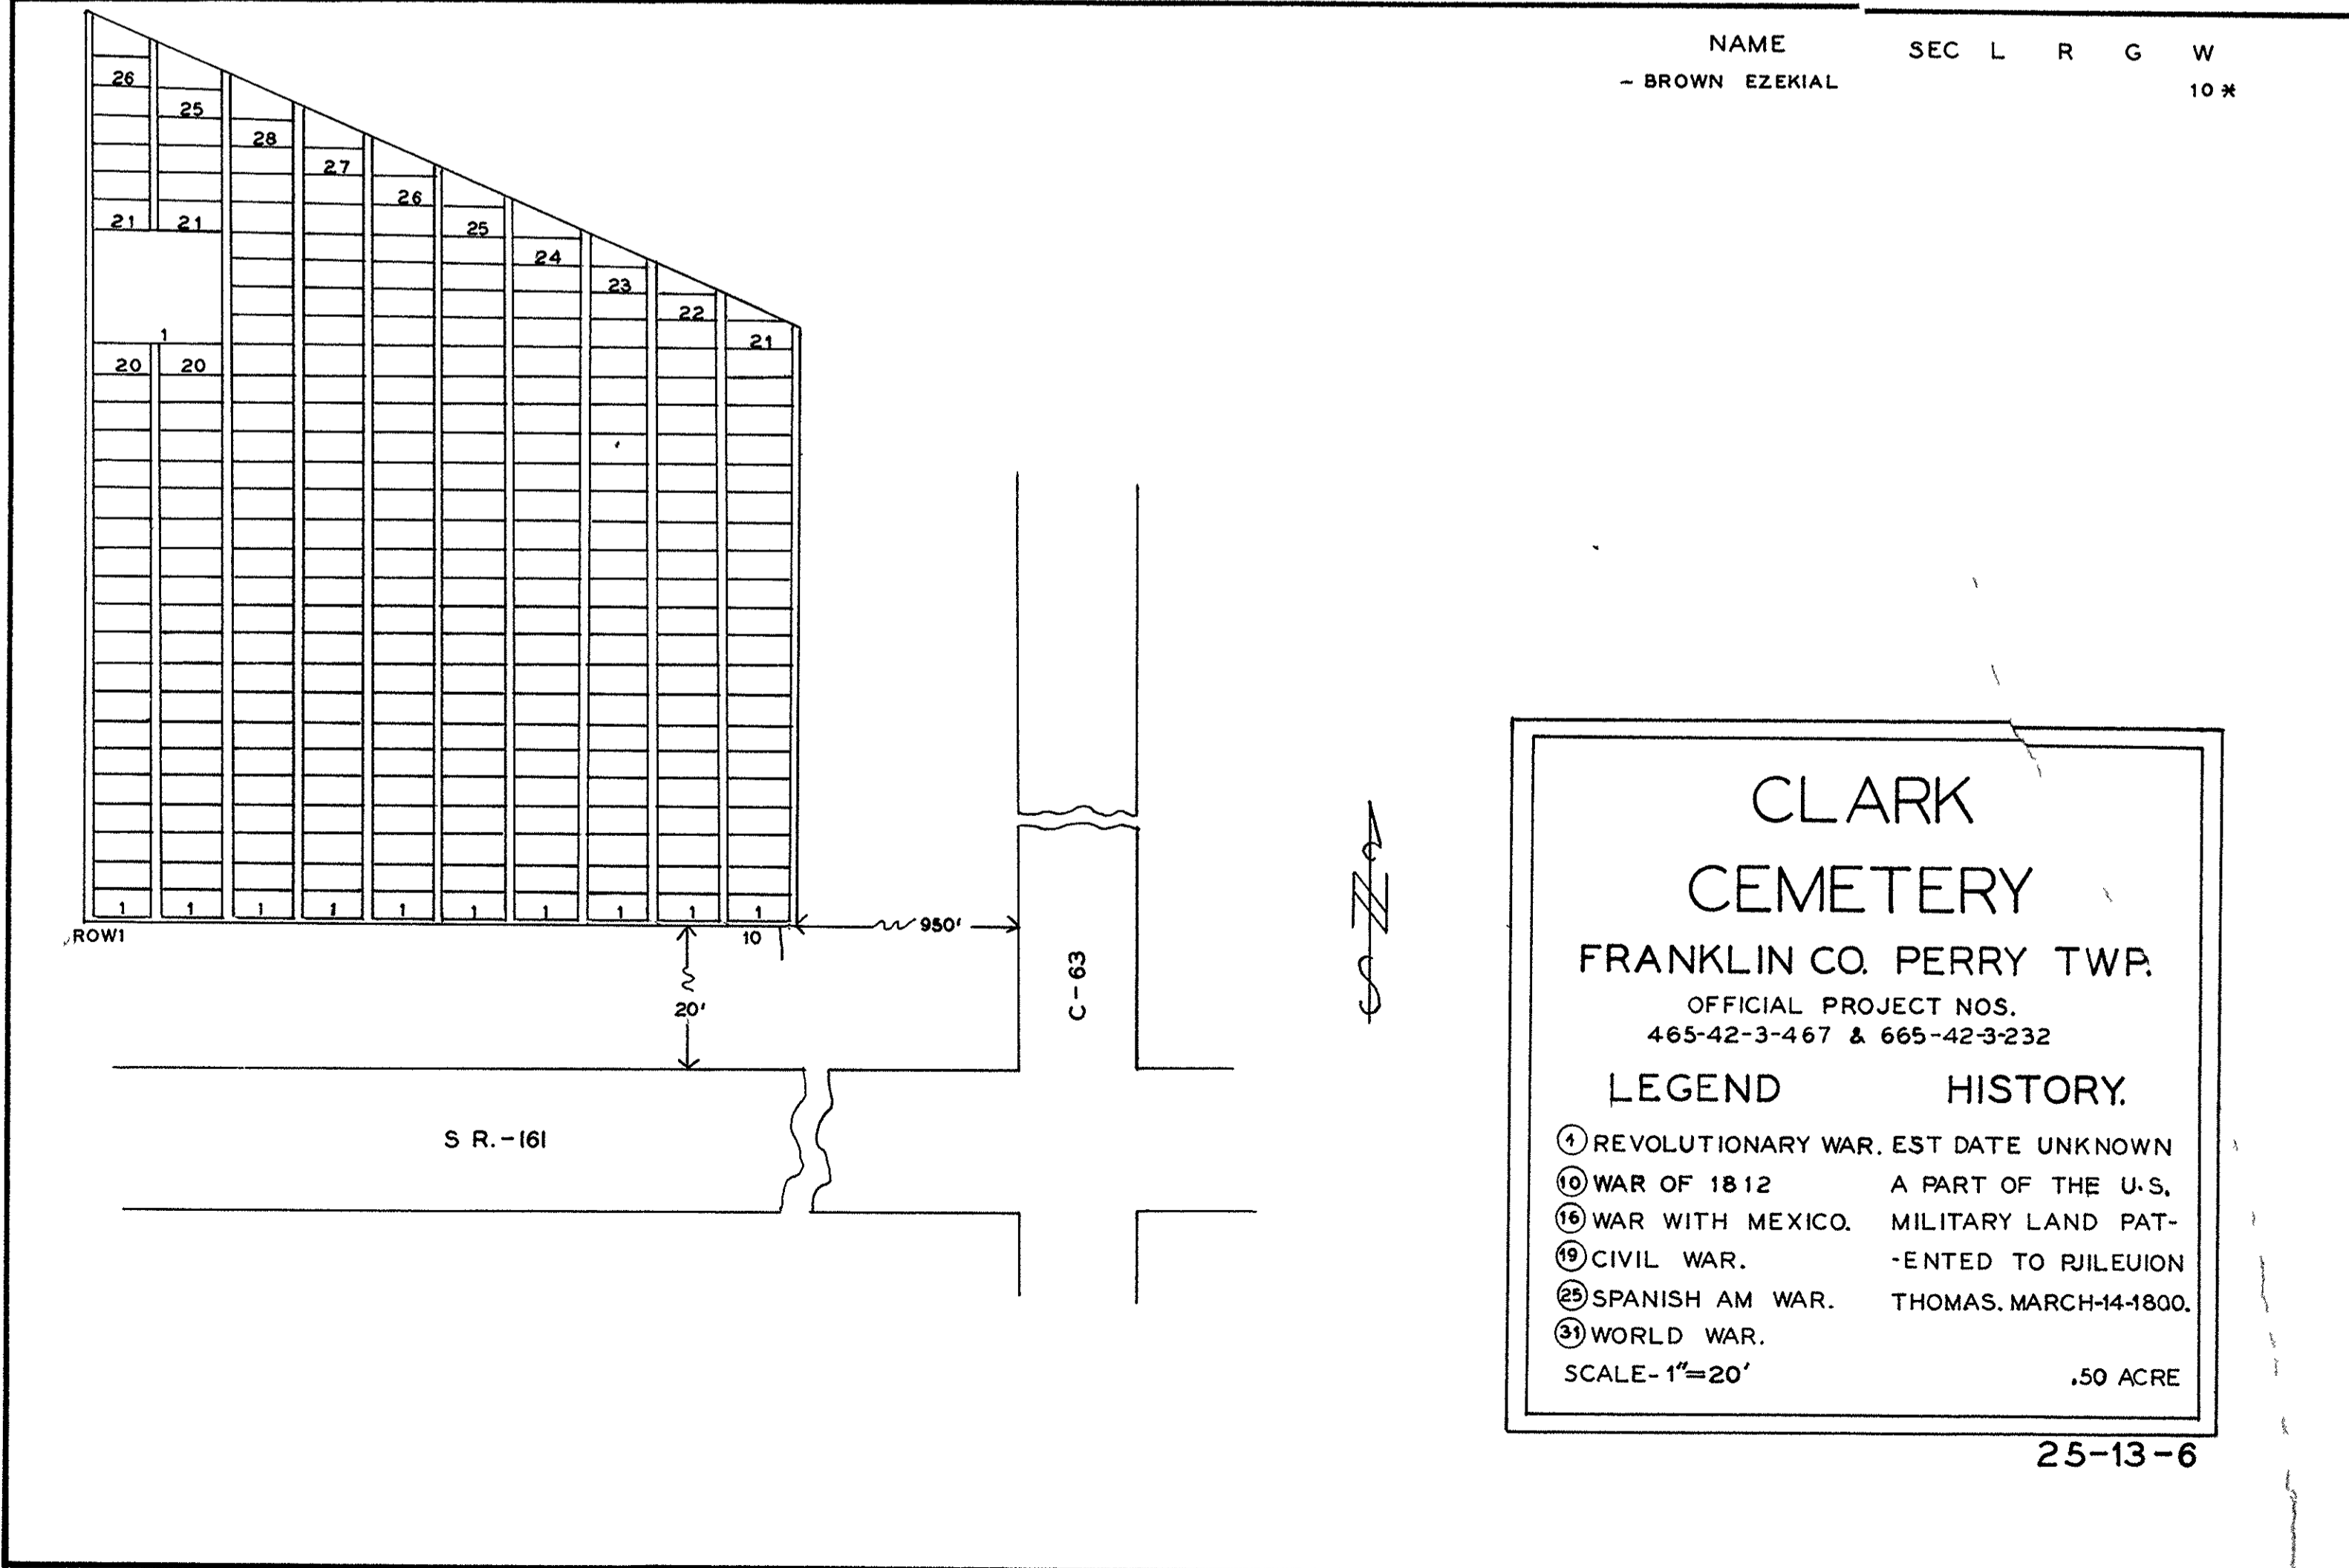 NAME SEC L R G W
~ BROWN EZEKIAL 10 *
26
25
28
27
26
25
24
23
22
21
21 21
1
20 20
1 1 1 1 1 1 1 1 1 1
ROW1 10
950'
20'
C-63
S R.-161
N
S
CLARK
CEMETERY
FRANKLIN CO. PERRY TWP.
OFFICIAL PROJECT NOS.
465-42-3-467 & 665-42-3-232
LEGEND
1 REVOLUTIONARY WAR.
10 WAR OF 1812
16 WAR WITH MEXICO.
19 CIVIL WAR.
25 SPANISH AM WAR.
31 WORLD WAR.
SCALE-1"=20'
HISTORY.
EST DATE UNKNOWN
A PART OF THE U.S.
MILITARY LAND PAT-
-ENTED TO PJILEUION
THOMAS. MARCH-14-1800.
.50 ACRE
25-13-6